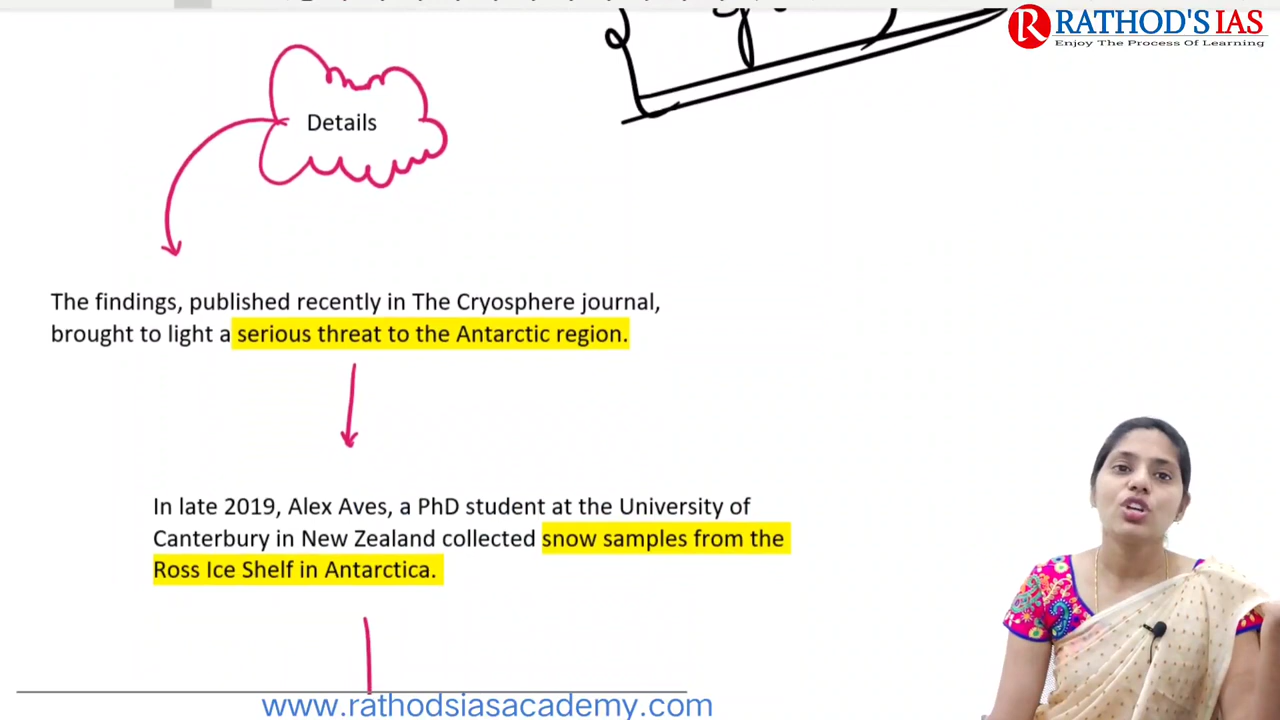 RATHOD'S IAS
Enjoy The Process Of Learning
Details
The findings, published recently in The Cryosphere journal,
brought to light a serious threat to the Antarctic region.
In late 2019, Alex Aves, a PhD student at the University of
Canterbury in New Zealand collected snow samples from the
Ross Ice Shelf in Antarctica.
www.rathodsiasacademy.com